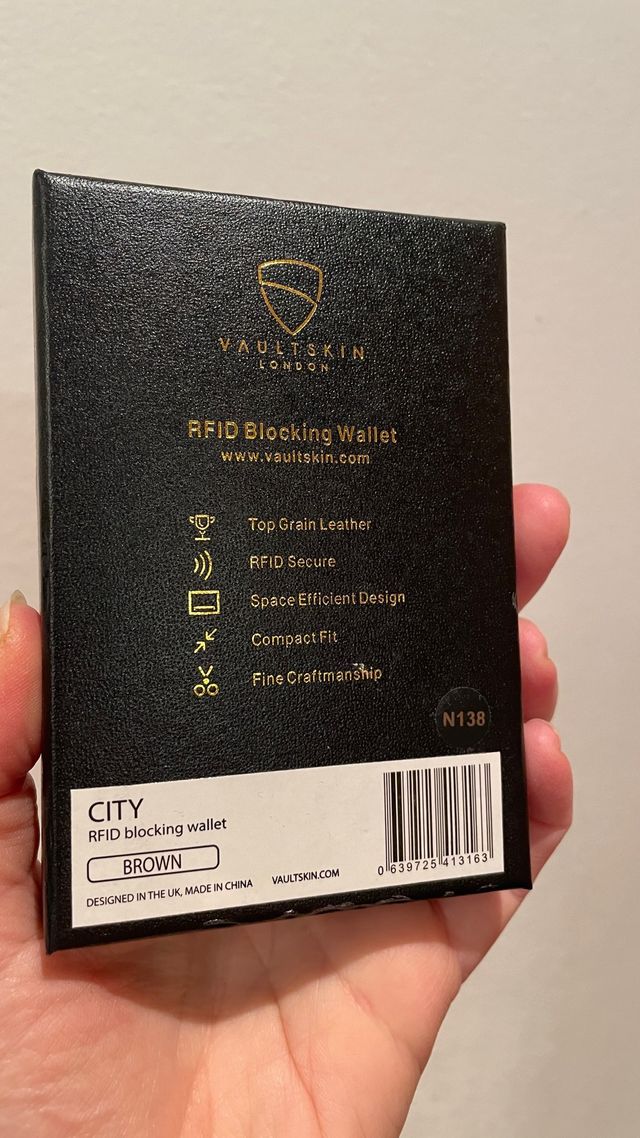 VAULTSKIN
LONDON
RFID Blocking Wallet
www.vaultskin.com
Top Grain Leather
RFID Secure
Space Efficient Design
Compact Fit
Fine Craftmanship
N138
CITY
RFID blocking wallet
BROWN
DESIGNED IN THE UK, MADE IN CHINA VAULTSKIN.COM
0 639725 413163